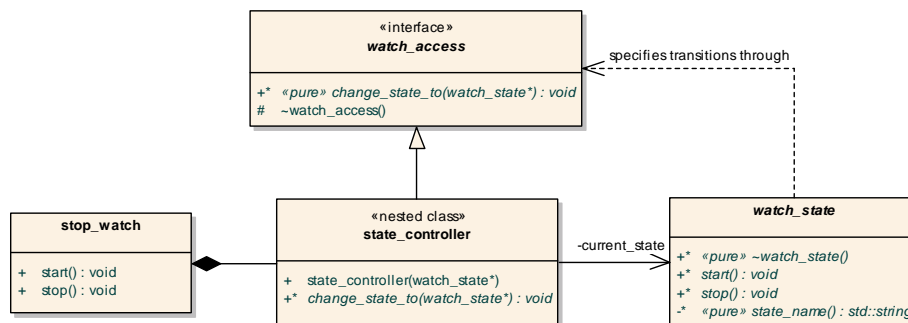 «interface»
watch_access
+* «pure» change_state_to(watch_state*) : void
# ~watch_access()
specifies transitions through
stop_watch
+ start() : void
+ stop() : void
«nested class»
state_controller
+ state_controller(watch_state*)
+* change_state_to(watch_state*) : void
-current_state
watch_state
+* «pure» ~watch_state()
+* start() : void
+* stop() : void
-* «pure» state_name() : std::string